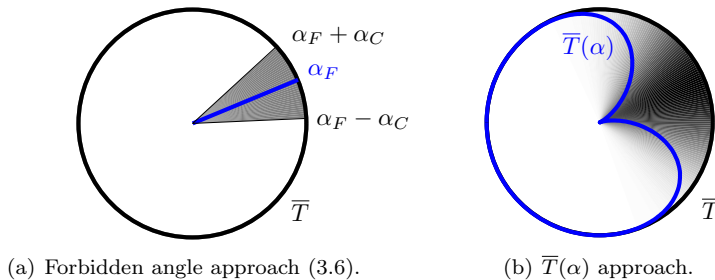 α_F + α_C
α_F
α_F − α_C
T̅
(a) Forbidden angle approach (3.6).
T̅(α)
T̅
(b) T̅(α) approach.